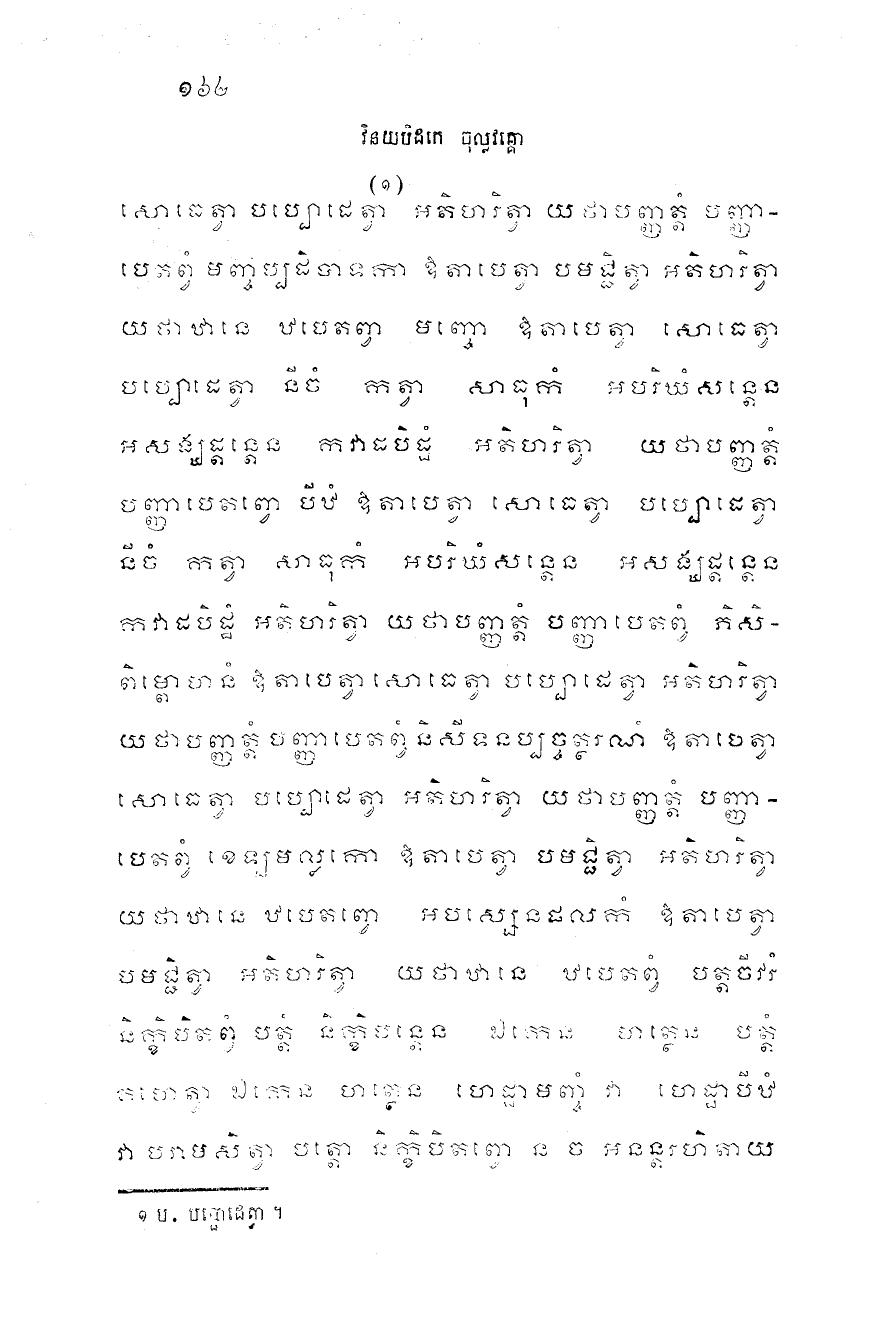 ១៦៤
វិនយបិដកេ ចុល្លវគ្គោ
(១)
សោធេត្វា បប្បោដេត្វា អតិហរិត្វា យថាបញ្ញត្តំ បញ្ញា-
បេតព្វំ មញ្ចប្បដិបាទកា ឱតាបេត្វា បមជ្ជិត្វា អតិហរិត្វា
យថាឋានេ ឋបេតព្វា មញ្ចោ ឱតាបេត្វា សោធេត្វា
បប្បោដេត្វា នីចំ កត្វា សាធុកំ អបរិឃំសន្តេន
អសង្ឃដ្តន្តេន កវាដបិដ្ឋំ អតិហរិត្វា យថាបញ្ញត្តំ
បញ្ញាបេតព្វោ បីឋំ ឱតាបេត្វា សោធេត្វា បប្បោដេត្វា
នីចំ កត្វា សាធុកំ អបរិឃំសន្តេន អសង្ឃដ្តន្តេន
កវាដបិដ្ឋំ អតិហរិត្វា យថាបញ្ញត្តំ បញ្ញាបេតព្វំ ភិសិ-
ពិម្ពោហនំ ឱតាបេត្វា សោធេត្វា បប្បោដេត្វា អតិហរិត្វា
យថាបញ្ញត្តំ បញ្ញាបេតព្វំ និសីទនប្បច្ចត្ថរណំ ឱតាបេត្វា
សោធេត្វា បប្បោដេត្វា អតិហរិត្វា យថាបញ្ញត្តំ បញ្ញា-
បេតព្វំ ខេឡមល្លកោ ឱតាបេត្វា បមជ្ជិត្វា អតិហរិត្វា
យថាឋានេ ឋបេតព្វោ អបស្សេនផលកំ ឱតាបេត្វា
បមជ្ជិត្វា អតិហរិត្វា យថាឋានេ ឋបេតព្វំ បត្តចីវរំ
និក្ខិបិតព្វំ បត្តំ និក្ខិបន្តេន ឯកេន ហត្ថេន បត្តំ
គហេត្វា ឯកេន ហត្ថេន ហេដ្ឋាមញ្ចំ វា ហេដ្ឋាបីឋំ
វា បរាមសិត្វា បត្តោ និក្ខិបិតព្វោ ន ច អនន្តរហិតាយ
១ ប. បប្ផោដេត្វា ។